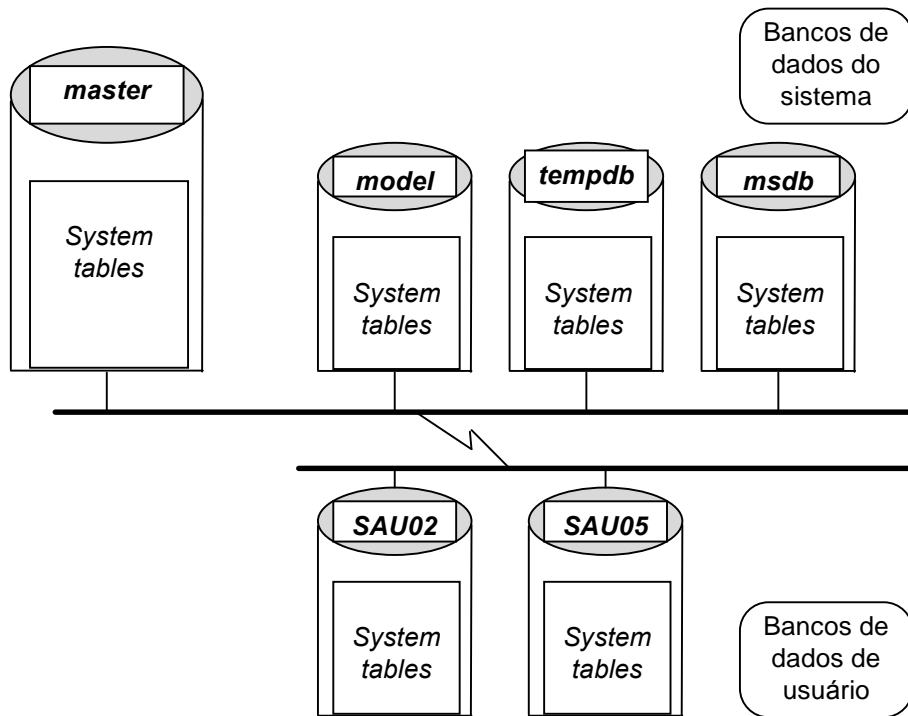 Bancos de
dados do
sistema
master
model
tempdb
msdb
System
tables
System
tables
System
tables
System
tables
SAU02
SAU05
System
tables
System
tables
Bancos de
dados de
usuário